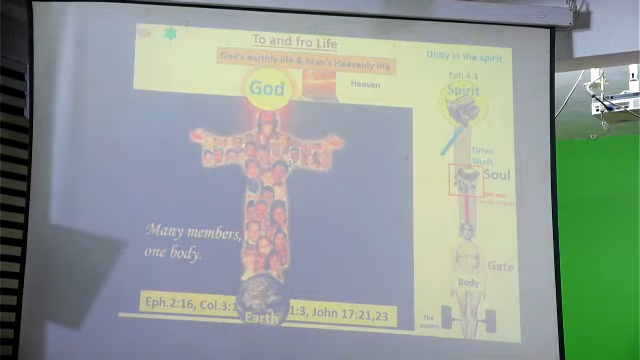 To and fro Life
God's earthly life & Man's Heavenly life
Unity in the spirit
God
Heaven
Eph.4:3
Spirit
Drive
Shaft
Soul
Many members,
one body.
Gate
Body
Eph.2:16, Col.3:1
1:3, John 17:21,23
Earth
The
system